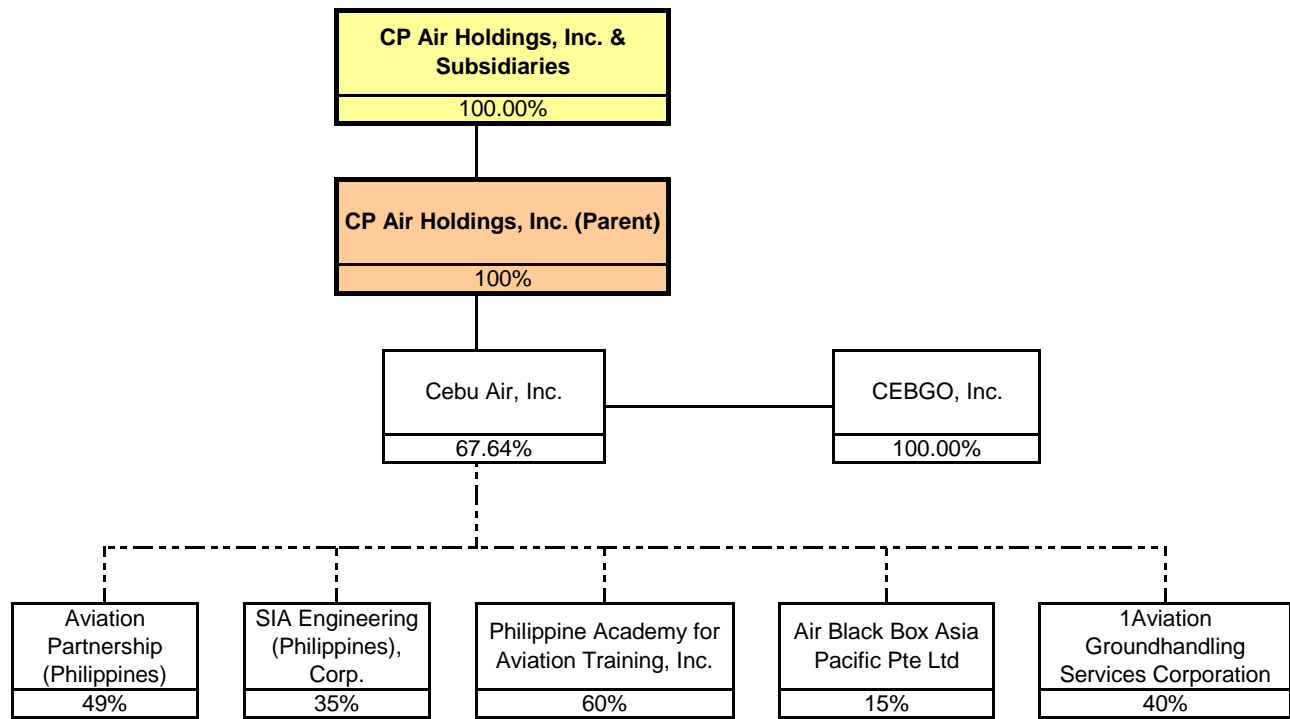 CP Air Holdings, Inc. &
Subsidiaries
100.00%
CP Air Holdings, Inc. (Parent)
100%
Cebu Air, Inc.
67.64%
CEBGO, Inc.
100.00%
Aviation
Partnership
(Philippines)
49%
SIA Engineering
(Philippines),
Corp.
35%
Philippine Academy for
Aviation Training, Inc.
60%
Air Black Box Asia
Pacific Pte Ltd
15%
1Aviation
Groundhandling
Services Corporation
40%